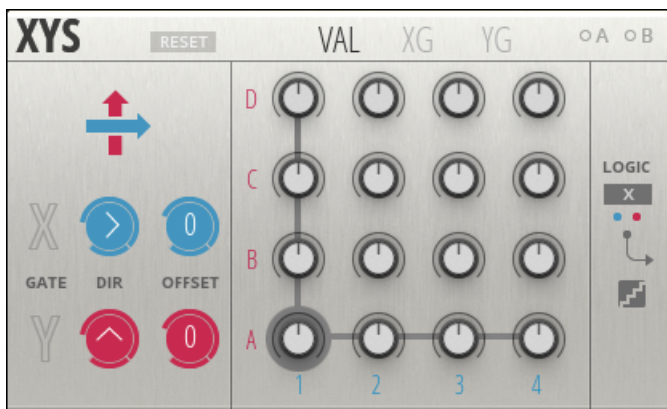 XYS RESET VAL XG YG A B
D
C
LOGIC
X
X > 0
B
GATE DIR OFFSET
Y 0
A
1 2 3 4